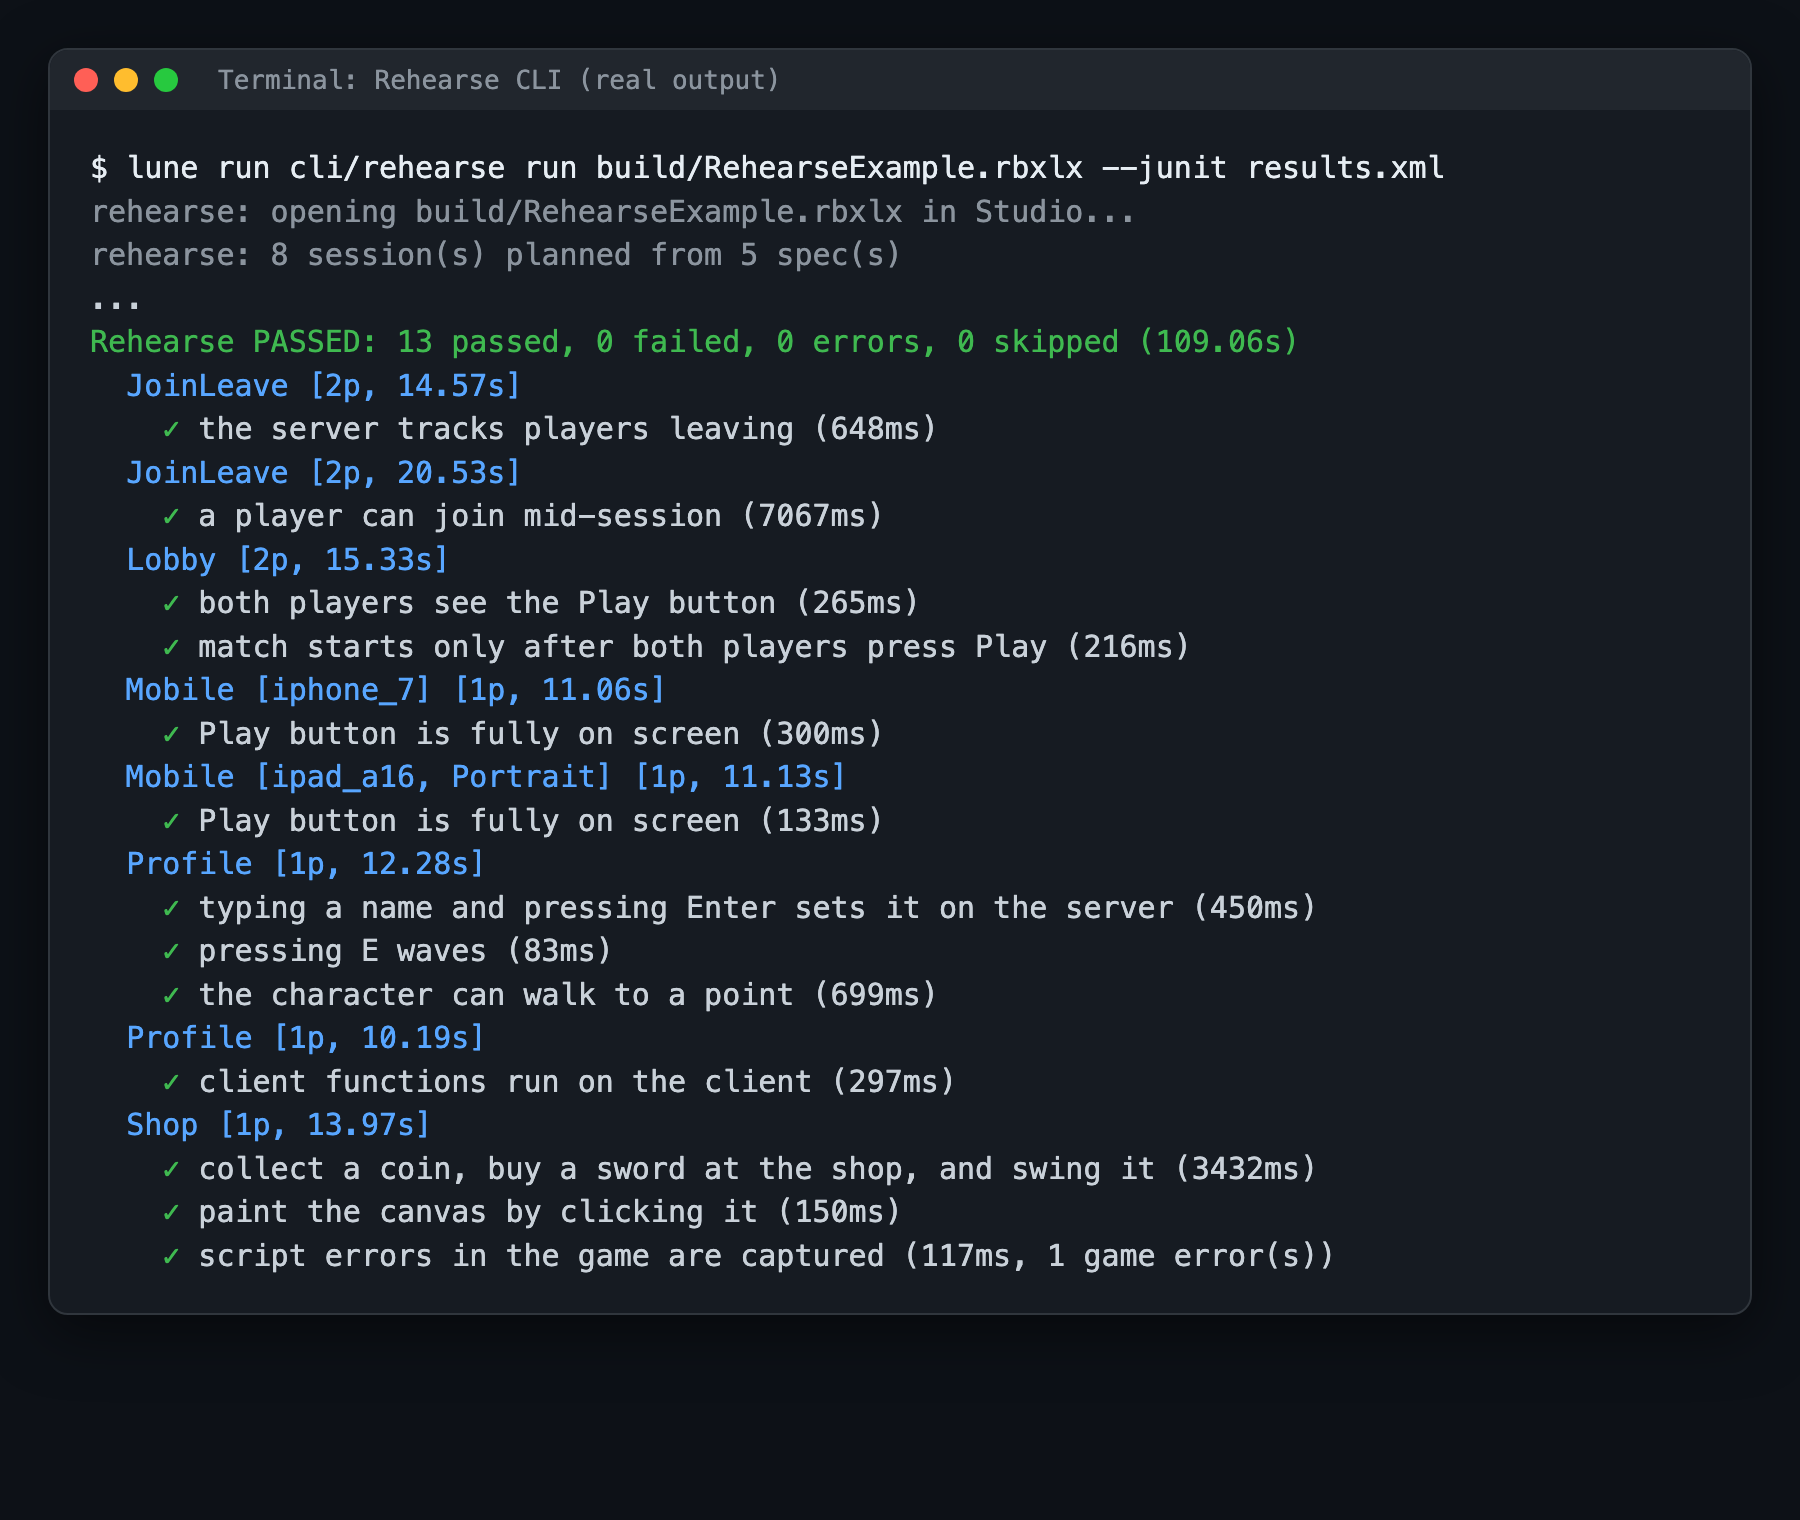 Terminal: Rehearse CLI (real output)
$ lune run cli/rehearse run build/RehearseExample.rbxlx --junit results.xml
rehearse: opening build/RehearseExample.rbxlx in Studio...
rehearse: 8 session(s) planned from 5 spec(s)
...
Rehearse PASSED: 13 passed, 0 failed, 0 errors, 0 skipped (109.06s)
JoinLeave [2p, 14.57s]
✓ the server tracks players leaving (648ms)
JoinLeave [2p, 20.53s]
✓ a player can join mid-session (7067ms)
Lobby [2p, 15.33s]
✓ both players see the Play button (265ms)
✓ match starts only after both players press Play (216ms)
Mobile [iphone_7] [1p, 11.06s]
✓ Play button is fully on screen (300ms)
Mobile [ipad_a16, Portrait] [1p, 11.13s]
✓ Play button is fully on screen (133ms)
Profile [1p, 12.28s]
✓ typing a name and pressing Enter sets it on the server (450ms)
✓ pressing E waves (83ms)
✓ the character can walk to a point (699ms)
Profile [1p, 10.19s]
✓ client functions run on the client (297ms)
Shop [1p, 13.97s]
✓ collect a coin, buy a sword at the shop, and swing it (3432ms)
✓ paint the canvas by clicking it (150ms)
✓ script errors in the game are captured (117ms, 1 game error(s))